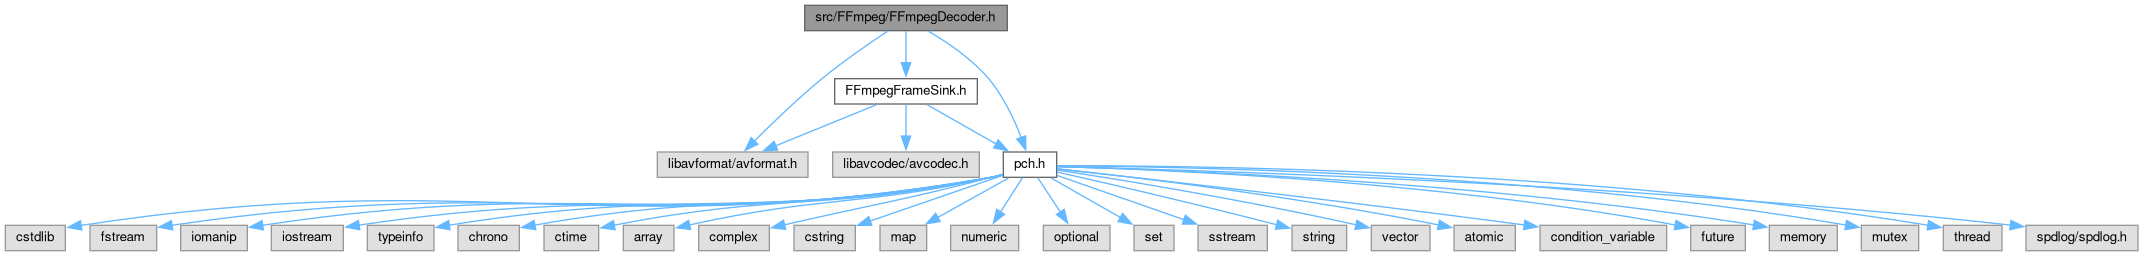 src/FFmpeg/FFmpegDecoder.h
FFmpegFrameSink.h
libavformat/avformat.h
libavcodec/avcodec.h
pch.h
cstdlib
fstream
iomanip
iostream
typeinfo
chrono
ctime
array
complex
cstring
map
numeric
optional
set
sstream
string
vector
atomic
condition_variable
future
memory
mutex
thread
spdlog/spdlog.h